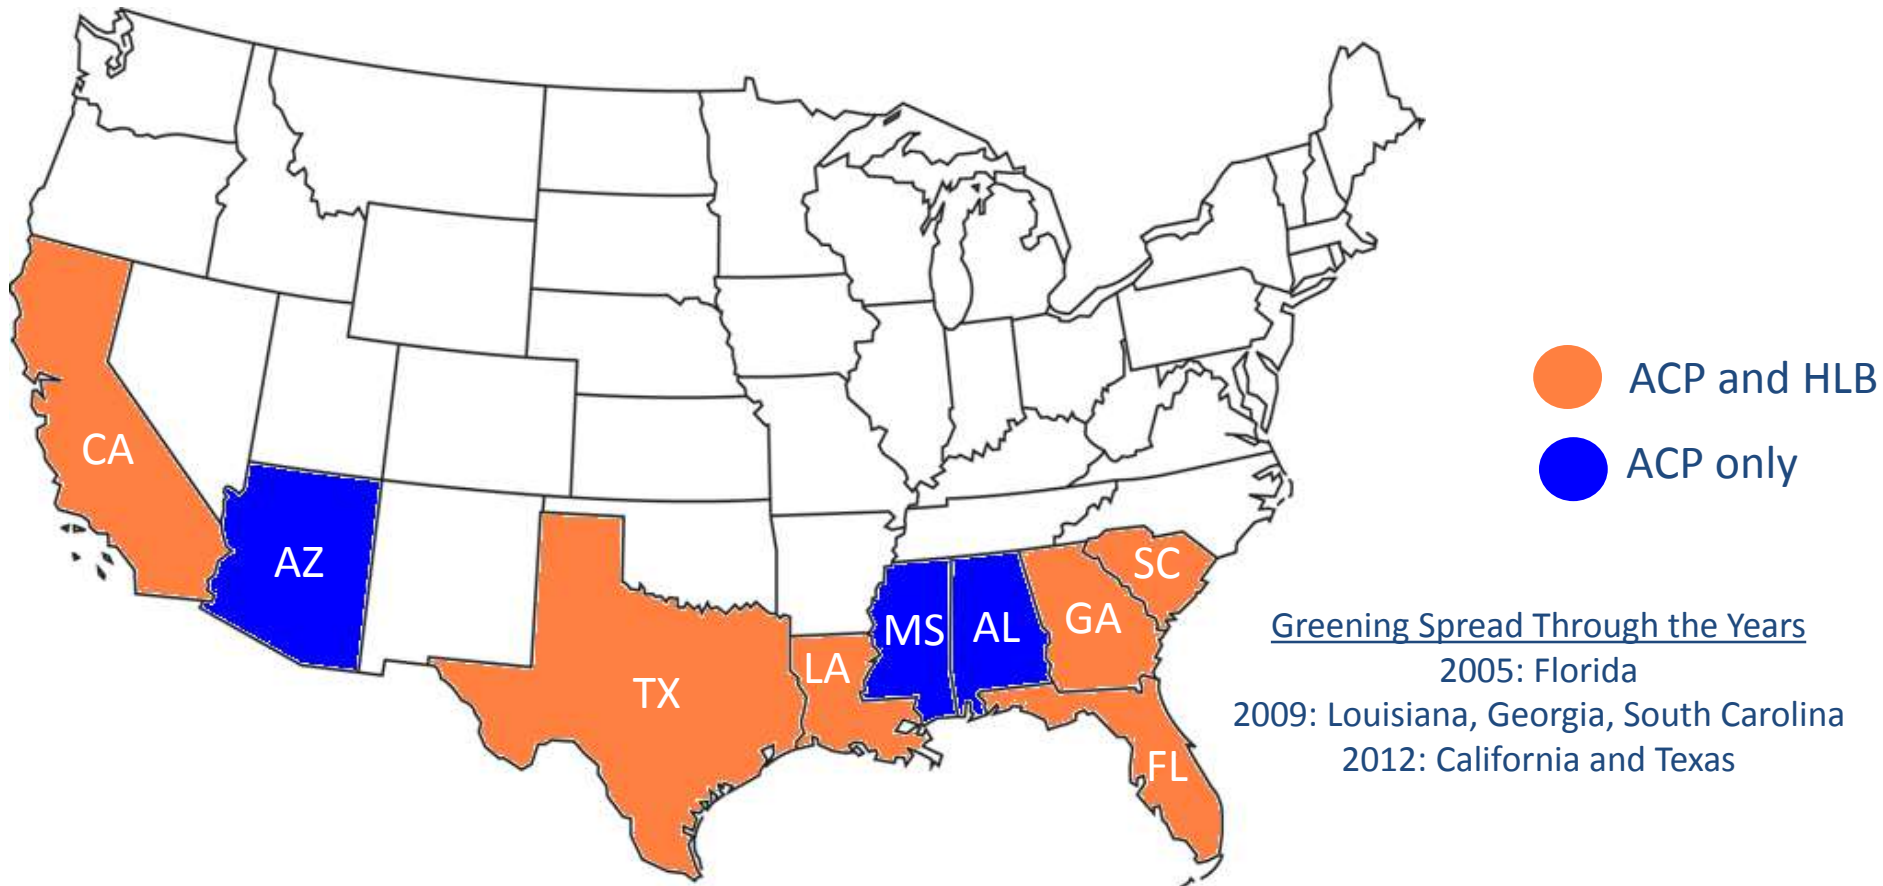 CA
AZ
TX
LA
MS
AL
GA
SC
FL
ACP and HLB
ACP only
Greening Spread Through the Years
2005: Florida
2009: Louisiana, Georgia, South Carolina
2012: California and Texas